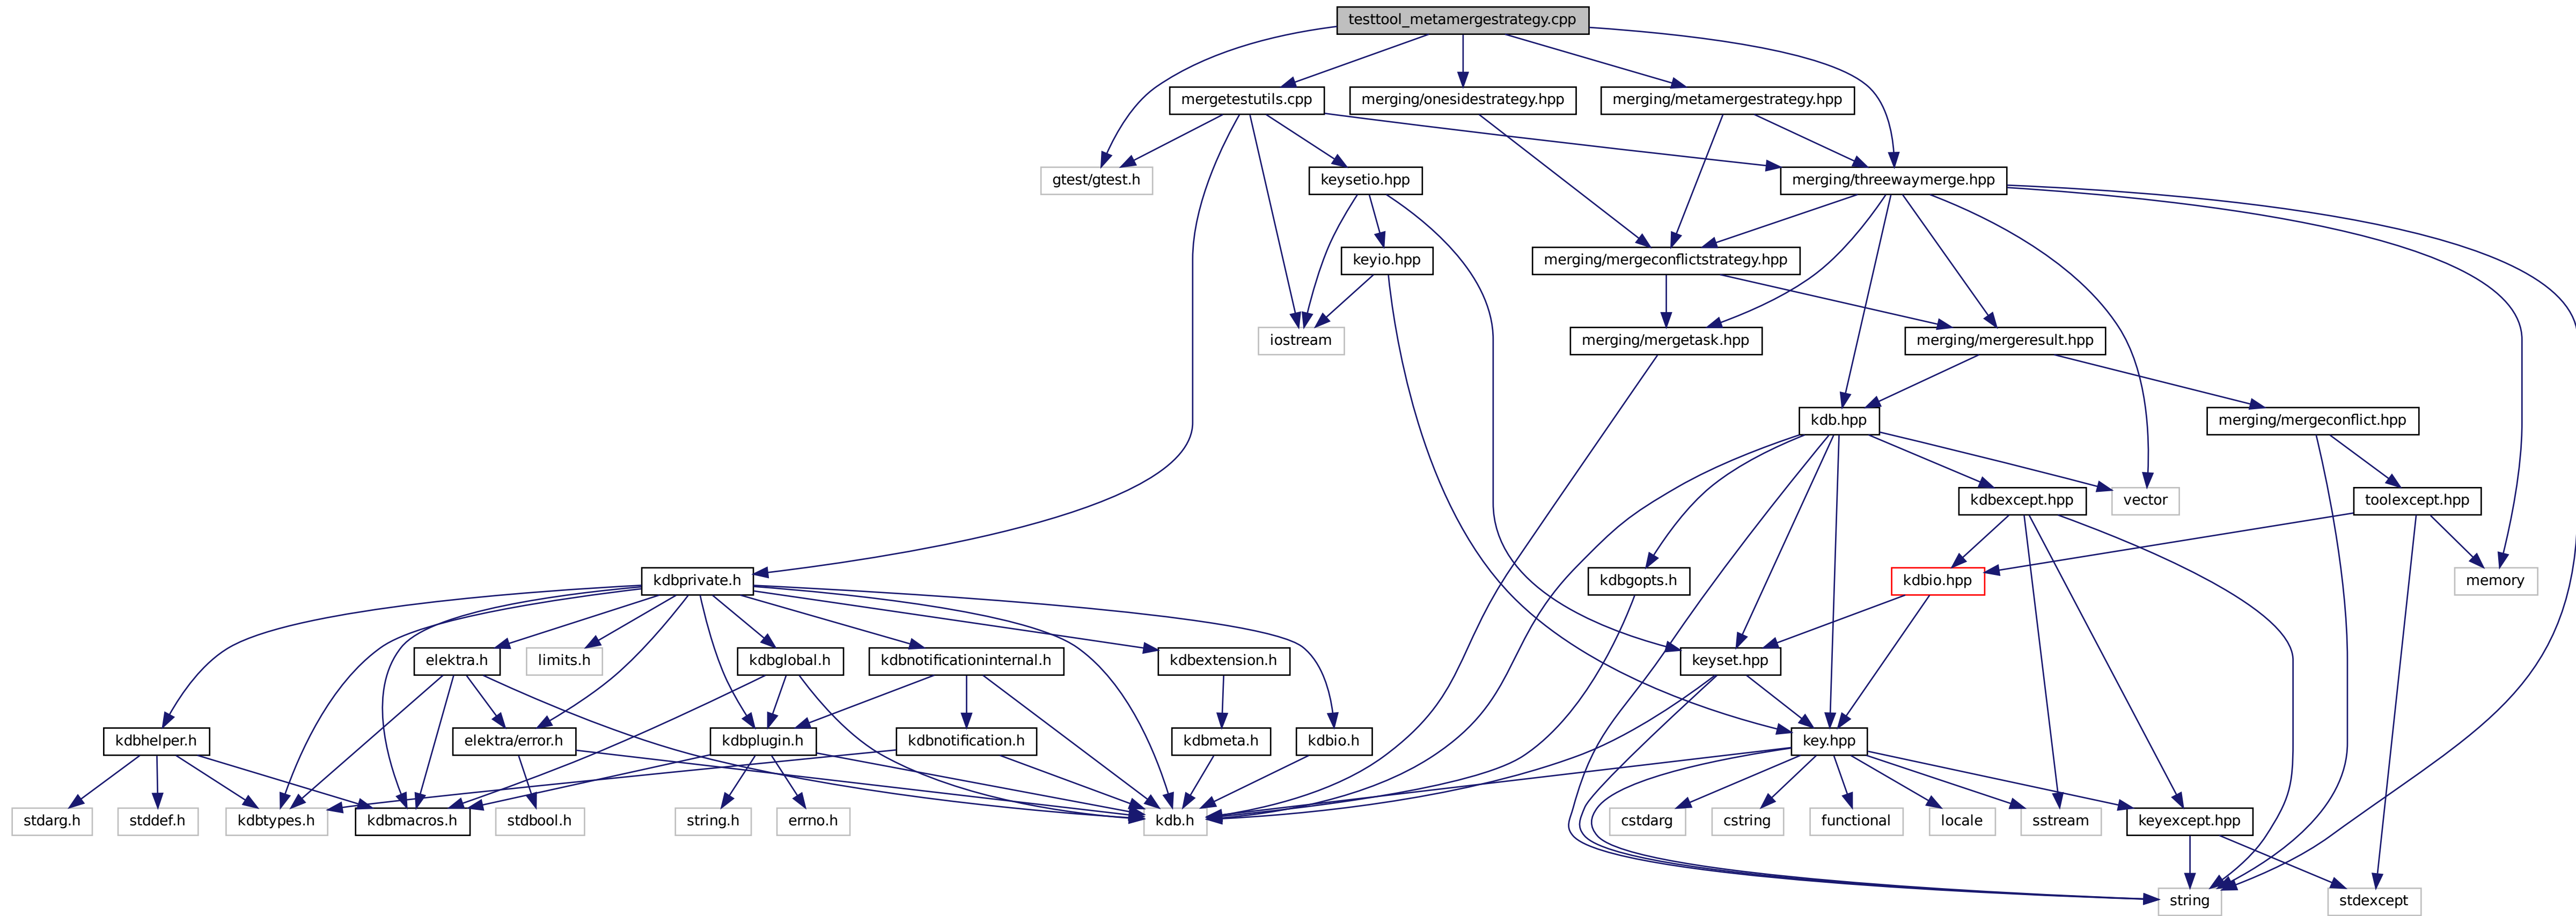 testtool_metamergestrategy.cpp
mergetestutils.cpp
merging/onesidestrategy.hpp
merging/metamergestrategy.hpp
gtest/gtest.h
keysetio.hpp
merging/threewaymerge.hpp
keyio.hpp
merging/mergeconflictstrategy.hpp
iostream
merging/mergetask.hpp
merging/mergeresult.hpp
kdb.hpp
merging/mergeconflict.hpp
kdbexcept.hpp
vector
toolexcept.hpp
kdbprivate.h
kdbgopts.h
kdbio.hpp
memory
elektra.h
limits.h
kdbglobal.h
kdbnotificationinternal.h
kdbextension.h
keyset.hpp
kdbhelper.h
elektra/error.h
kdbplugin.h
kdbnotification.h
kdbmeta.h
kdbio.h
key.hpp
stdarg.h
stddef.h
kdbtypes.h
kdbmacros.h
stdbool.h
string.h
errno.h
kdb.h
cstdarg
cstring
functional
locale
sstream
keyexcept.hpp
string
stdexcept